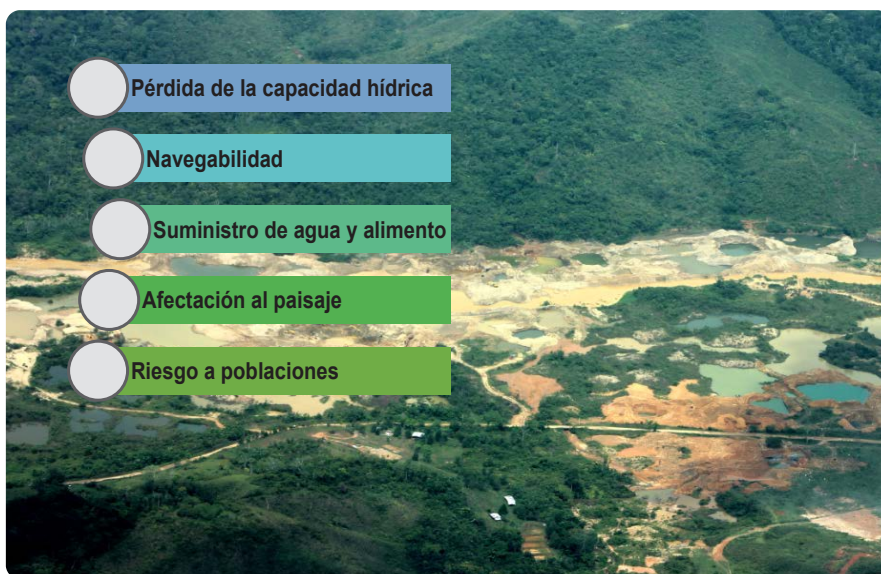 Pérdida de la capacidad hídrica
Navegabilidad
Suministro de agua y alimento
Afectación al paisaje
Riesgo a poblaciones